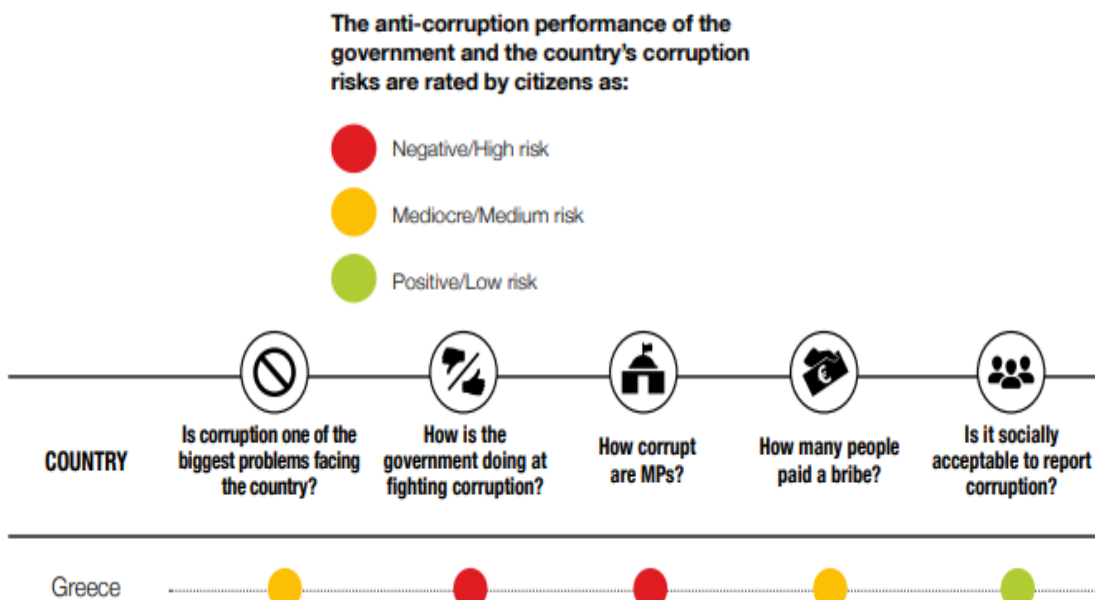 The anti-corruption performance of the
government and the country's corruption
risks are rated by citizens as:
Negative/High risk
Mediocre/Medium risk
Positive/Low risk
€
COUNTRY
Is corruption one of the
biggest problems facing
the country?
How is the
government doing at
fighting corruption?
How corrupt
are MPs?
How many people
paid a bribe?
Is it socially
acceptable to report
corruption?
Greece